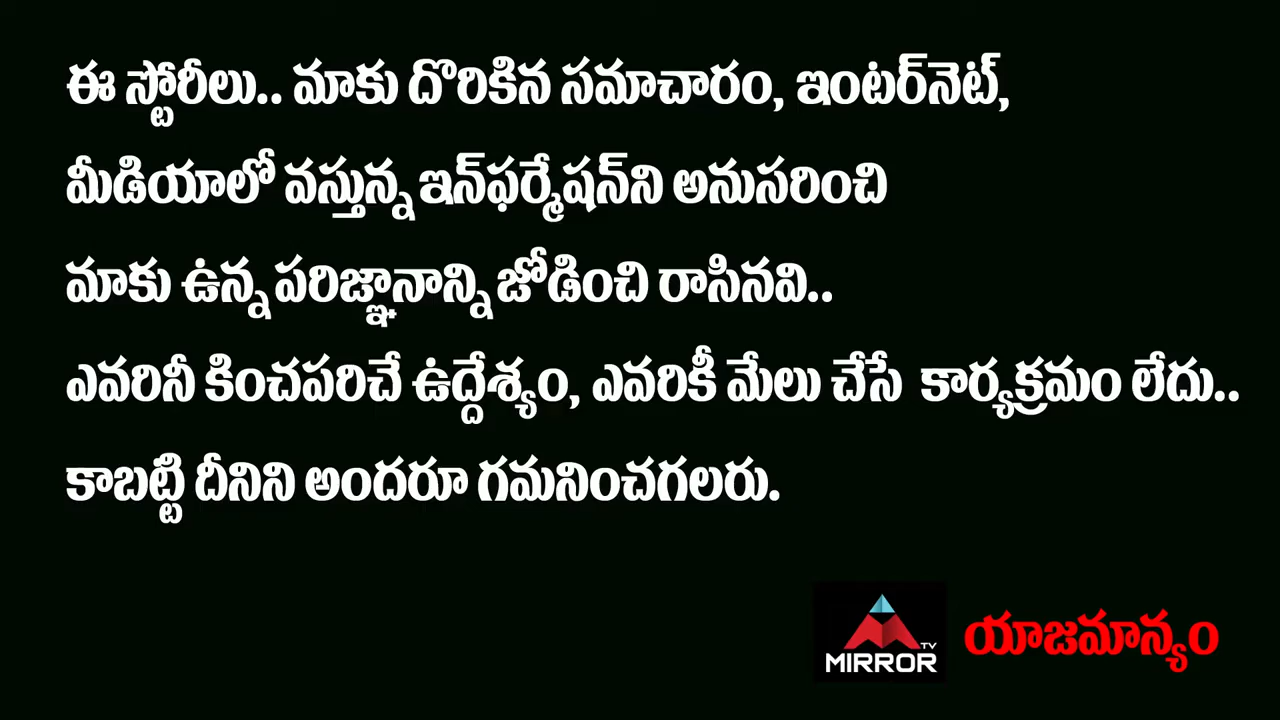 ఈ స్టోరీలు.. మాకు దొరికిన సమాచారం, ఇంటర్‌నెట్,
మీడియాలో వస్తున్న ఇన్‌ఫర్మేషన్‌ని అనుసరించి
మాకు ఉన్న పరిజ్ఞానాన్ని జోడించి రాసినవి..
ఎవరినీ కించపరిచే ఉద్దేశ్యం, ఎవరికీ మేలు చేసే కార్యక్రమం లేదు..
కాబట్టి దీనిని అందరూ గమనించగలరు.
TV
MIRROR
యాజమాన్యం